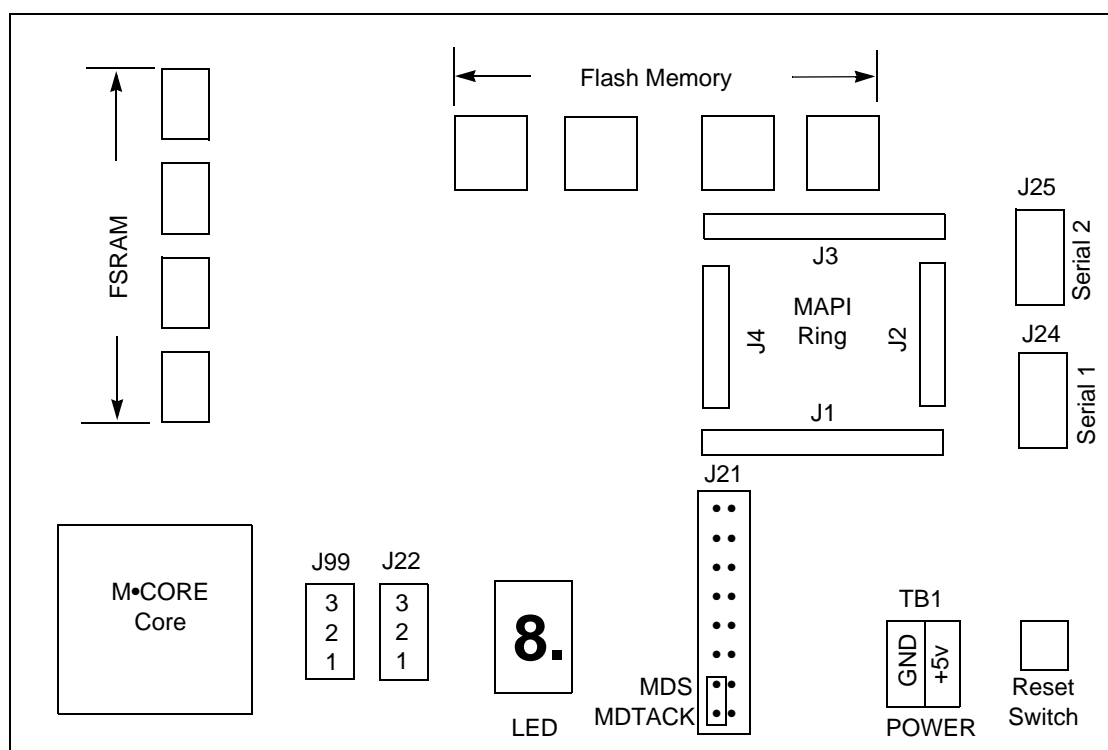 Flash Memory
FSRAM
J25
Serial 2
J3
MAPI
Ring
J4
J2
J24
Serial 1
J1
J21
M•CORE
Core
J99
3
2
1
J22
3
2
1
8.
LED
MDS
MDTACK
TB1
GND
+5v
POWER
Reset
Switch